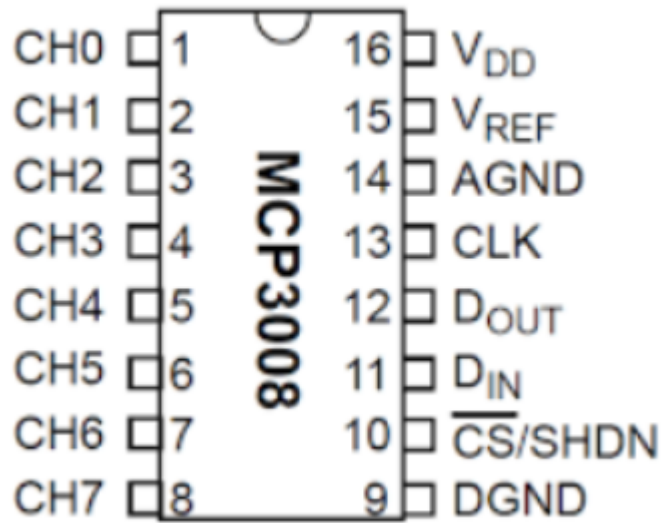 CH0 1 16 VDD
CH1 2 15 VREF
CH2 3 14 AGND
CH3 4 13 CLK
CH4 5 12 DOUT
CH5 6 11 DIN
CH6 7 10 CS/SHDN
CH7 8 9 DGND
MCP3008